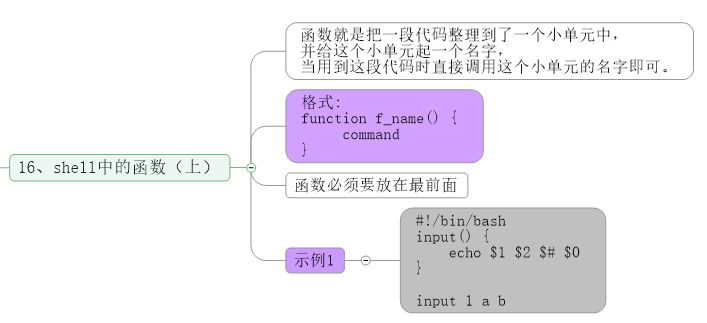 函数就是把一段代码整理到了一个小单元中，
并给这个小单元起一个名字，
当用到这段代码时直接调用这个小单元的名字即可。
格式:
function f_name() {
command
}
16、shell中的函数（上）
函数必须要放在最前面
示例1
#!/bin/bash
input() {
echo $1 $2 $# $0
}
input 1 a b